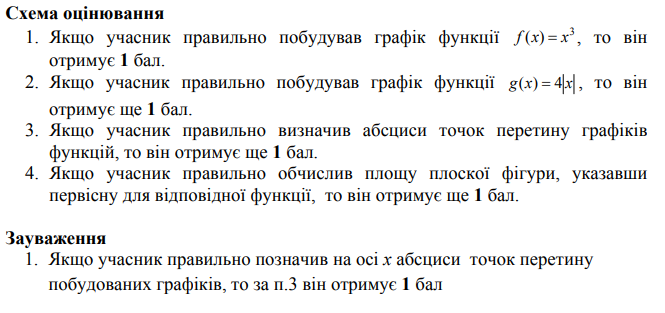 Схема оцінювання
1. Якщо учасник правильно побудував графік функції f(x) = x³, то він
отримує 1 бал.
2. Якщо учасник правильно побудував графік функції g(x) = 4|x|, то він
отримує ще 1 бал.
3. Якщо учасник правильно визначив абсциси точок перетину графіків
функцій, то він отримує ще 1 бал.
4. Якщо учасник правильно обчислив площу плоскої фігури, указавши
первісну для відповідної функції, то він отримує ще 1 бал.
Зауваження
1. Якщо учасник правильно позначив на осі x абсциси точок перетину
побудованих графіків, то за п.3 він отримує 1 бал